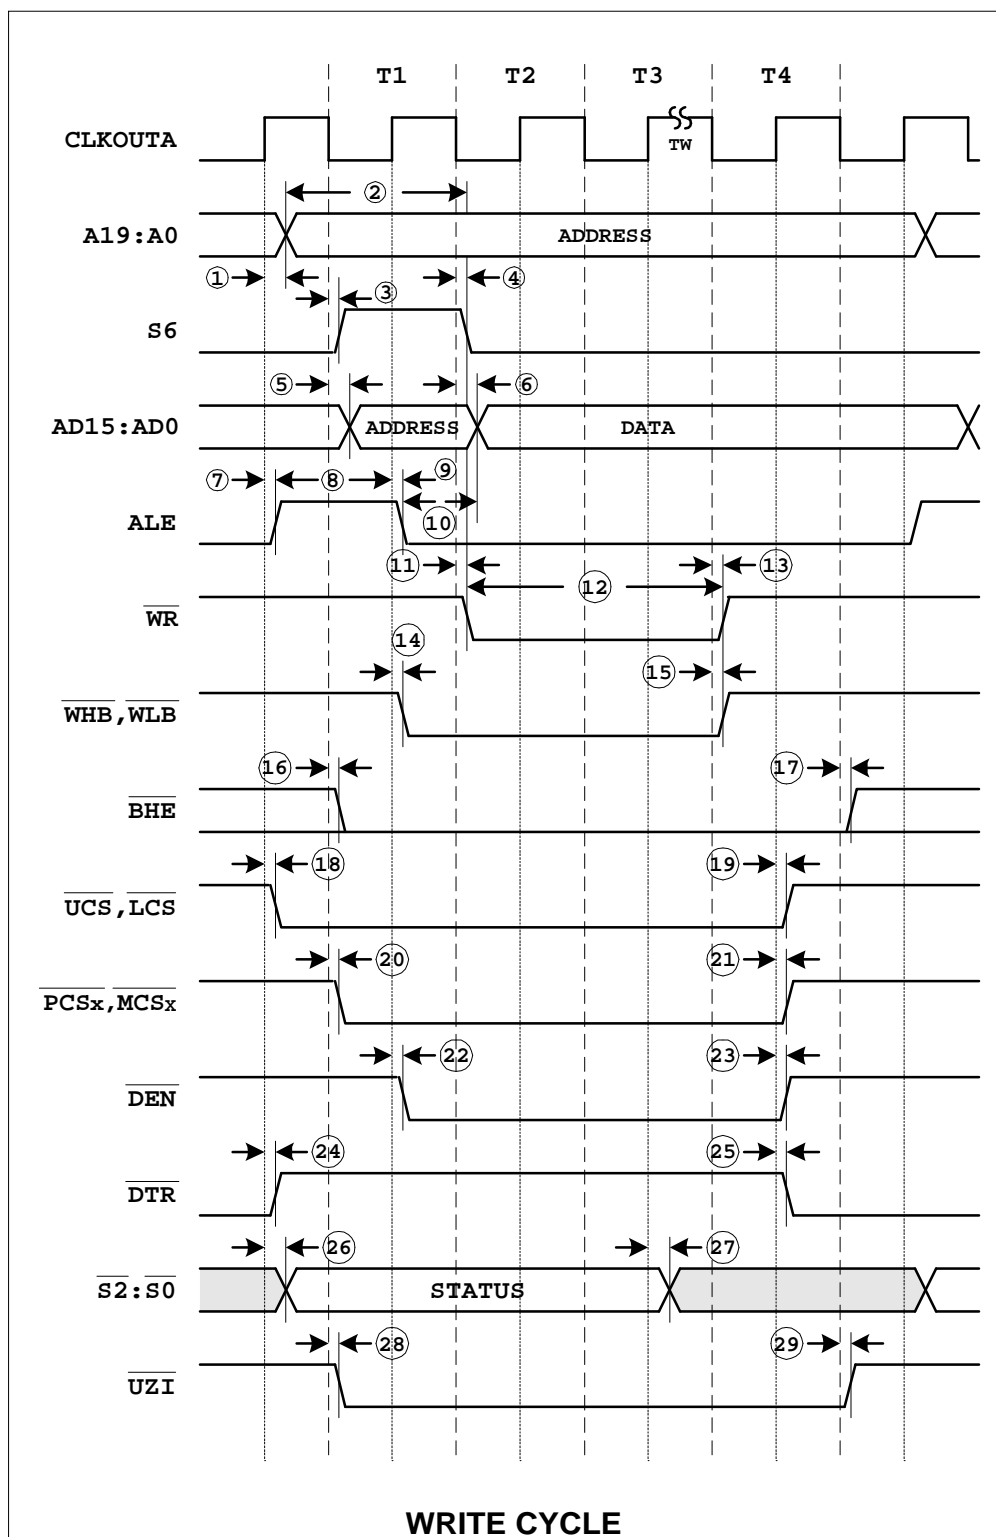 T1 T2 T3 T4
CLKOUTA TW
2
A19:A0 ADDRESS
1 3 4
S6
5 6
AD15:AD0 ADDRESS DATA
7 8 9
ALE 10
11 12 13
WR
14
15
WHB,WLB
16 17
BHE
18 19
UCS,LCS
20 21
PCSx,MCSx
22 23
DEN
24 25
DTR
26 27
S2:S0 STATUS
28 29
UZI
WRITE CYCLE